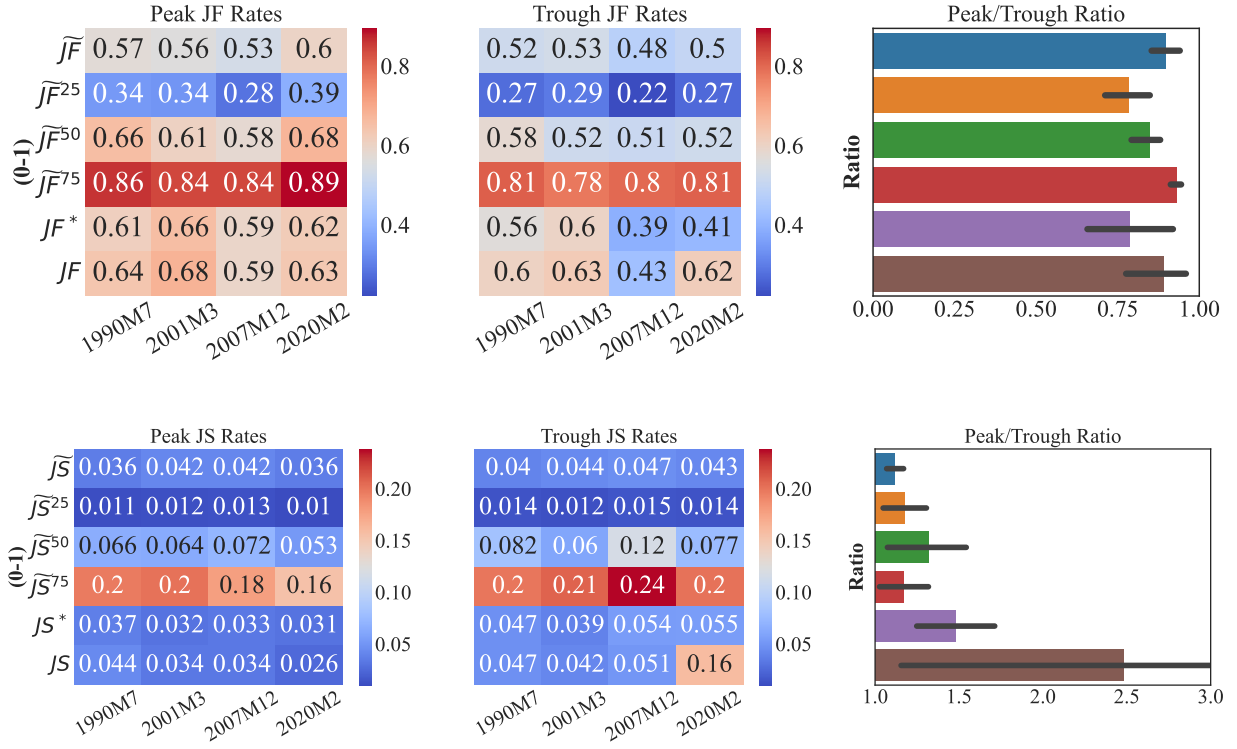 Peak JF Rates
Trough JF Rates
Peak/Trough Ratio
(0-1)
J͠F 0.57 0.56 0.53 0.6
J͠F²⁵ 0.34 0.34 0.28 0.39
J͠F⁵⁰ 0.66 0.61 0.58 0.68
J͠F⁷⁵ 0.86 0.84 0.84 0.89
JF* 0.61 0.66 0.59 0.62
JF 0.64 0.68 0.59 0.63
1990M7 2001M3 2007M12 2020M2
0.8
0.6
0.4
0.52 0.53 0.48 0.5
0.27 0.29 0.22 0.27
0.58 0.52 0.51 0.52
0.81 0.78 0.8 0.81
0.56 0.6 0.39 0.41
0.6 0.63 0.43 0.62
1990M7 2001M3 2007M12 2020M2
0.8
0.6
0.4
Ratio
0.00 0.25 0.50 0.75 1.00
Peak JS Rates
Trough JS Rates
Peak/Trough Ratio
(0-1)
J͠S 0.036 0.042 0.042 0.036
J͠S²⁵ 0.011 0.012 0.013 0.01
J͠S⁵⁰ 0.066 0.064 0.072 0.053
J͠S⁷⁵ 0.2 0.2 0.18 0.16
JS* 0.037 0.032 0.033 0.031
JS 0.044 0.034 0.034 0.026
1990M7 2001M3 2007M12 2020M2
0.20
0.15
0.10
0.05
0.04 0.044 0.047 0.043
0.014 0.012 0.015 0.014
0.082 0.06 0.12 0.077
0.2 0.21 0.24 0.2
0.047 0.039 0.054 0.055
0.047 0.042 0.051 0.16
1990M7 2001M3 2007M12 2020M2
0.20
0.15
0.10
0.05
Ratio
1.0 1.5 2.0 2.5 3.0